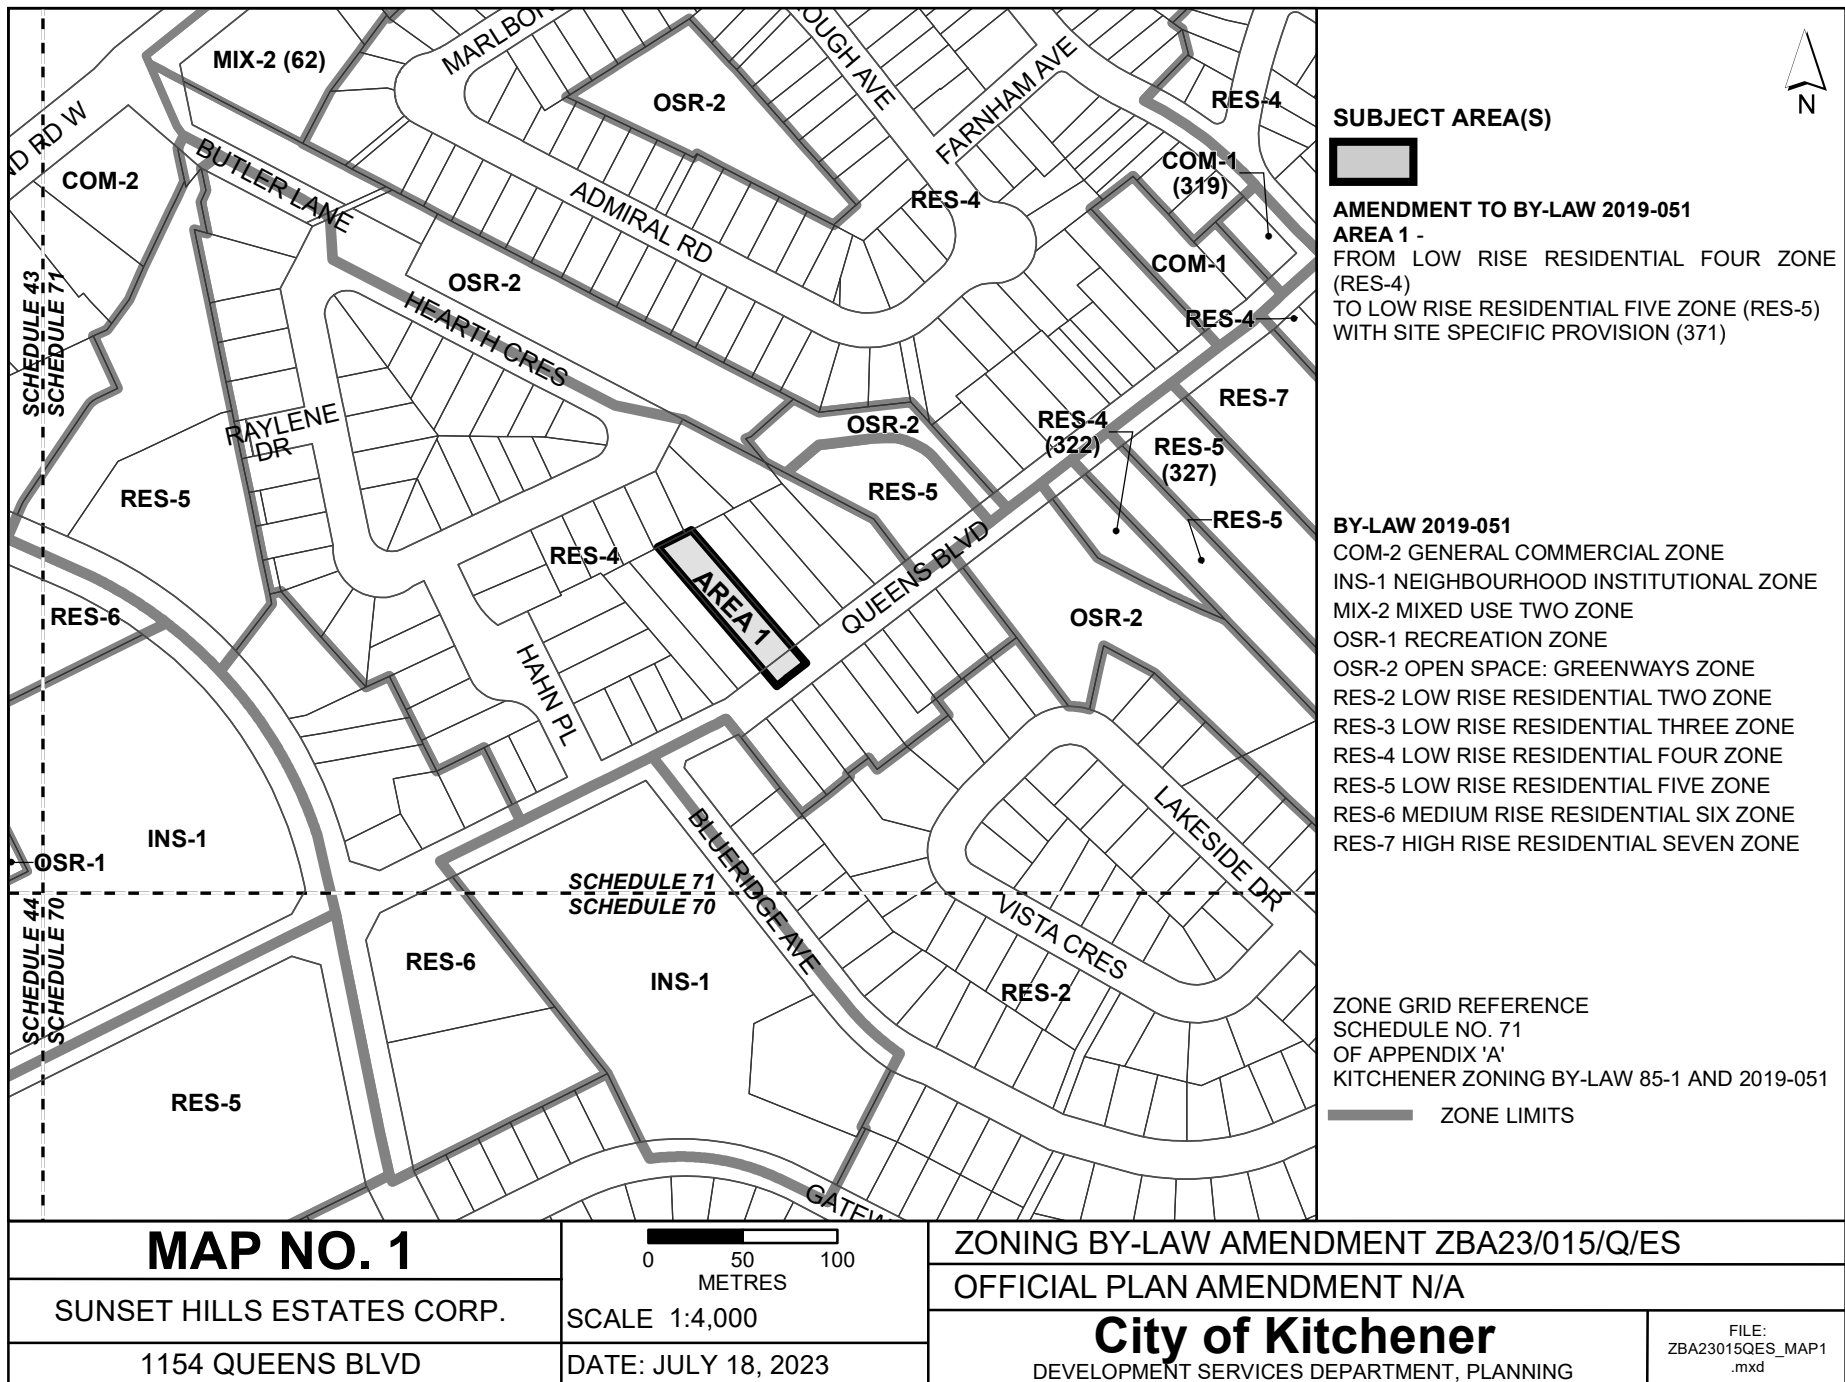 MIX-2 (62)
OSR-2
RES-4
COM-2
BUTLER LANE
ADMIRAL RD
FARNHAM AVE
COM-1
(319)
RES-4
COM-1
RES-4
OSR-2
HEARTH CRES
SCHEDULE 43
SCHEDULE 71
RAYLENE
DR
RES-5
OSR-2
RES-4
(322)
RES-7
RES-5
(327)
RES-5
RES-5
RES-4
AREA 1
QUEENS BLVD
OSR-2
RES-6
HAHN PL
INS-1
OSR-1
BLUERIDGE AVE
LAKESIDE DR
SCHEDULE 71
SCHEDULE 70
VISTA CRES
SCHEDULE 44
SCHEDULE 70
RES-6
INS-1
RES-2
RES-5
N
SUBJECT AREA(S)
AMENDMENT TO BY-LAW 2019-051
AREA 1 -
FROM LOW RISE RESIDENTIAL FOUR ZONE
(RES-4)
TO LOW RISE RESIDENTIAL FIVE ZONE (RES-5)
WITH SITE SPECIFIC PROVISION (371)
BY-LAW 2019-051
COM-2 GENERAL COMMERCIAL ZONE
INS-1 NEIGHBOURHOOD INSTITUTIONAL ZONE
MIX-2 MIXED USE TWO ZONE
OSR-1 RECREATION ZONE
OSR-2 OPEN SPACE: GREENWAYS ZONE
RES-2 LOW RISE RESIDENTIAL TWO ZONE
RES-3 LOW RISE RESIDENTIAL THREE ZONE
RES-4 LOW RISE RESIDENTIAL FOUR ZONE
RES-5 LOW RISE RESIDENTIAL FIVE ZONE
RES-6 MEDIUM RISE RESIDENTIAL SIX ZONE
RES-7 HIGH RISE RESIDENTIAL SEVEN ZONE
ZONE GRID REFERENCE
SCHEDULE NO. 71
OF APPENDIX 'A'
KITCHENER ZONING BY-LAW 85-1 AND 2019-051
ZONE LIMITS
MAP NO. 1
SUNSET HILLS ESTATES CORP.
1154 QUEENS BLVD
0 50 100
METRES
SCALE 1:4,000
DATE: JULY 18, 2023
ZONING BY-LAW AMENDMENT ZBA23/015/Q/ES
OFFICIAL PLAN AMENDMENT N/A
City of Kitchener
DEVELOPMENT SERVICES DEPARTMENT, PLANNING
FILE:
ZBA23015QES_MAP1
.mxd